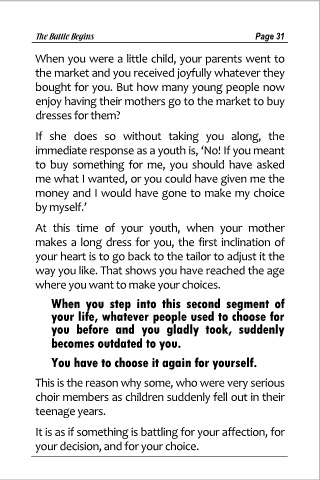 The Battle Begins Page 31
When you were a little child, your parents went to
the market and you received joyfully whatever they
bought for you. But how many young people now
enjoy having their mothers go to the market to buy
dresses for them?
If she does so without taking you along, the
immediate response as a youth is, ‘No! If you meant
to buy something for me, you should have asked
me what I wanted, or you could have given me the
money and I would have gone to make my choice
by myself.’
At this time of your youth, when your mother
makes a long dress for you, the first inclination of
your heart is to go back to the tailor to adjust it the
way you like. That shows you have reached the age
where you want to make your choices.
When you step into this second segment of
your life, whatever people used to choose for
you before and you gladly took, suddenly
becomes outdated to you.
You have to choose it again for yourself.
This is the reason why some, who were very serious
choir members as children suddenly fell out in their
teenage years.
It is as if something is battling for your affection, for
your decision, and for your choice.